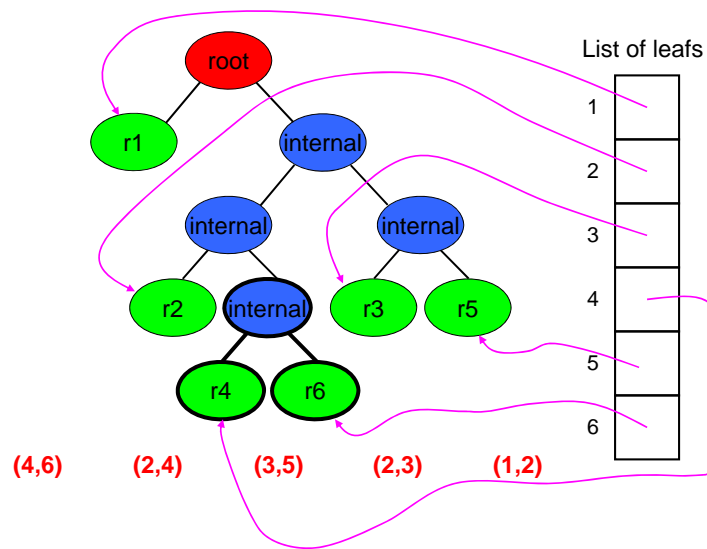 List of leafs
root
1
r1
internal
2
internal
internal
3
r2
internal
r3
r5
4
5
r4
r6
6
(4,6) (2,4) (3,5) (2,3) (1,2)